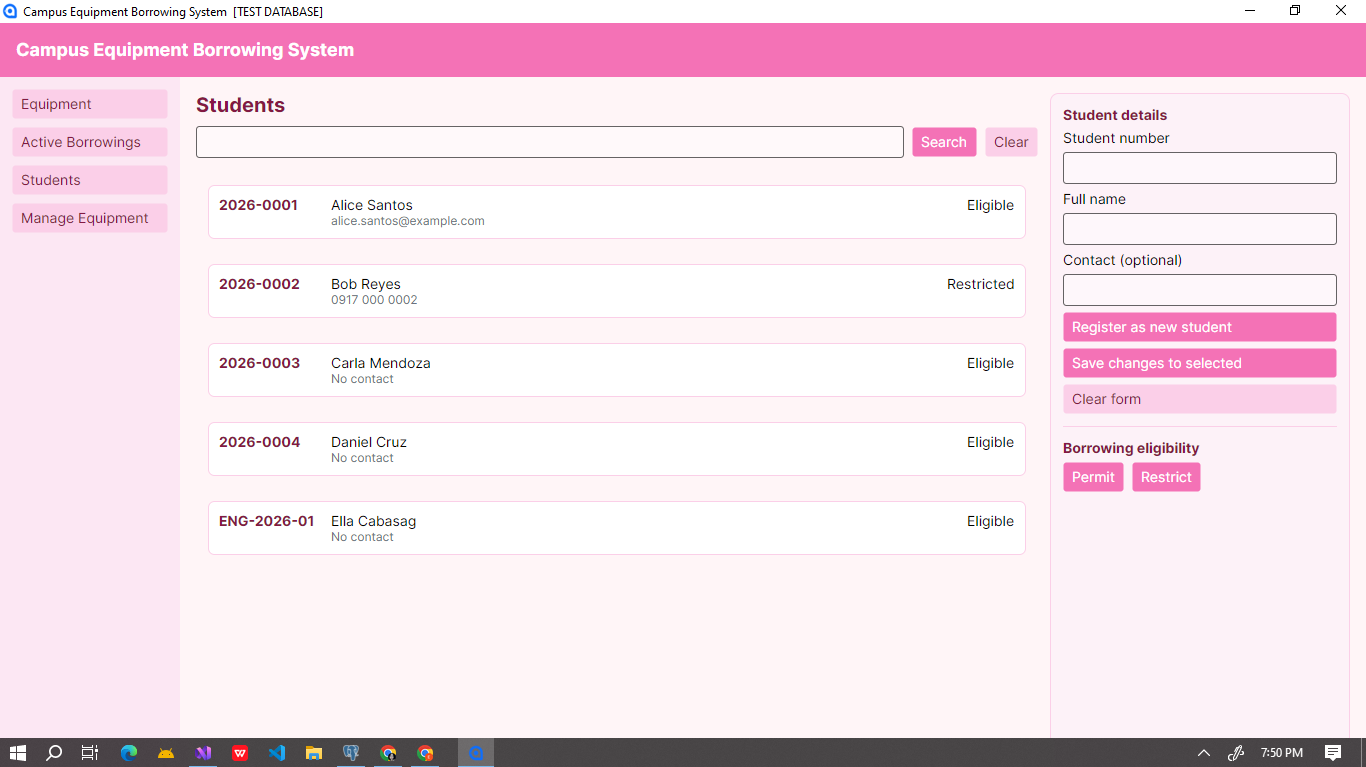 Campus Equipment Borrowing System [TEST DATABASE]
Campus Equipment Borrowing System
Equipment
Active Borrowings
Students
Manage Equipment
Students
Search
Clear
2026-0001
Alice Santos
alice.santos@example.com
Eligible
2026-0002
Bob Reyes
0917 000 0002
Restricted
2026-0003
Carla Mendoza
No contact
Eligible
2026-0004
Daniel Cruz
No contact
Eligible
ENG-2026-01
Ella Cabasag
No contact
Eligible
Student details
Student number
Full name
Contact (optional)
Register as new student
Save changes to selected
Clear form
Borrowing eligibility
Permit
Restrict
7:50 PM